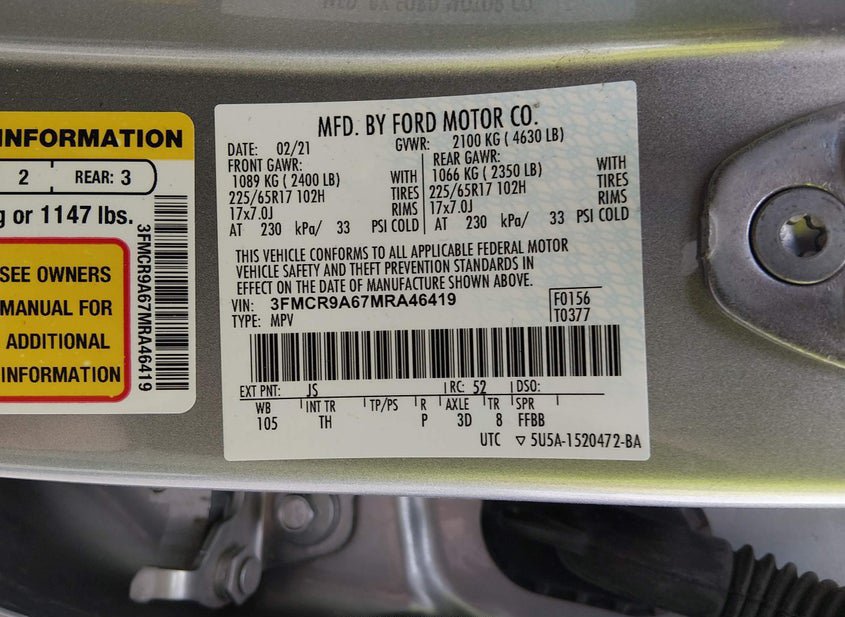 MFD. BY FORD MOTOR CO.
INFORMATION
2 REAR: 3
g or 1147 lbs.
SEE OWNERS
MANUAL FOR
ADDITIONAL
INFORMATION
3FMCR9A67MRA46419
MFD. BY FORD MOTOR CO.
DATE: 02/21 GVWR: 2100 KG ( 4630 LB)
FRONT GAWR: REAR GAWR:
1089 KG ( 2400 LB) WITH 1066 KG ( 2350 LB) WITH
225/65R17 102H TIRES 225/65R17 102H TIRES
17x7.0J RIMS 17x7.0J RIMS
AT 230 kPa/ 33 PSI COLD AT 230 kPa/ 33 PSI COLD
THIS VEHICLE CONFORMS TO ALL APPLICABLE FEDERAL MOTOR
VEHICLE SAFETY AND THEFT PREVENTION STANDARDS IN
EFFECT ON THE DATE OF MANUFACTURE SHOWN ABOVE.
VIN: 3FMCR9A67MRA46419 F0156
TYPE: MPV T0377
EXT PNT: JS RC: 52 DSO:
WB INT TR TP/PS R AXLE TR SPR
105 TH P 3D 8 FFBB
UTC ▽ 5U5A-1520472-BA